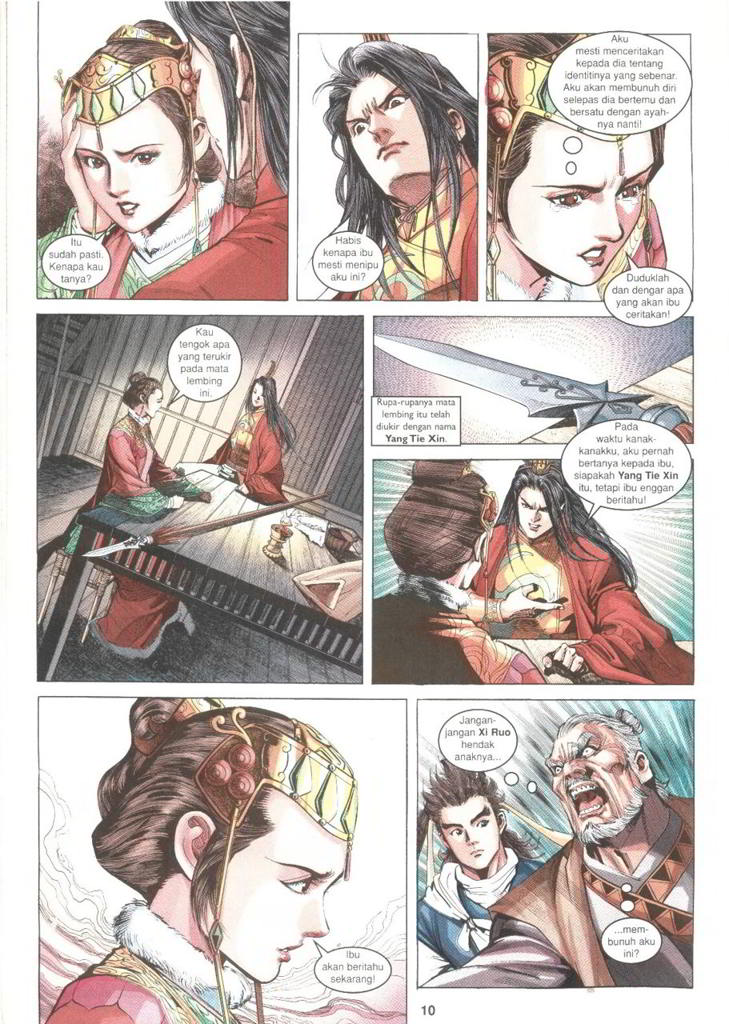 Itu
sudah pasti.
Kenapa kau
tanya?
Habis
kenapa ibu
mesti menipu
aku ini?
Aku
mesti menceritakan
kepada dia tentang
identitinya yang sebenar.
Aku akan membunuh diri
selepas dia bertemu dan
bersatu dengan ayah-
nya nanti!
Duduklah
dan dengar apa
yang akan ibu
ceritakan!
Kau
tengok apa
yang terukir
pada mata
lembing
ini.
Rupa-rupanya mata
lembing itu telah
diukir dengan nama
Yang Tie Xin.
Pada
waktu kanak-
kanakku, aku pernah
bertanya kepada ibu,
siapakah Yang Tie Xin
itu, tetapi ibu enggan
beritahu!
Ibu
akan beritahu
sekarang!
Jangan-
jangan Xi Ruo
hendak
anaknya...
...mem-
bunuh aku
ini?
10